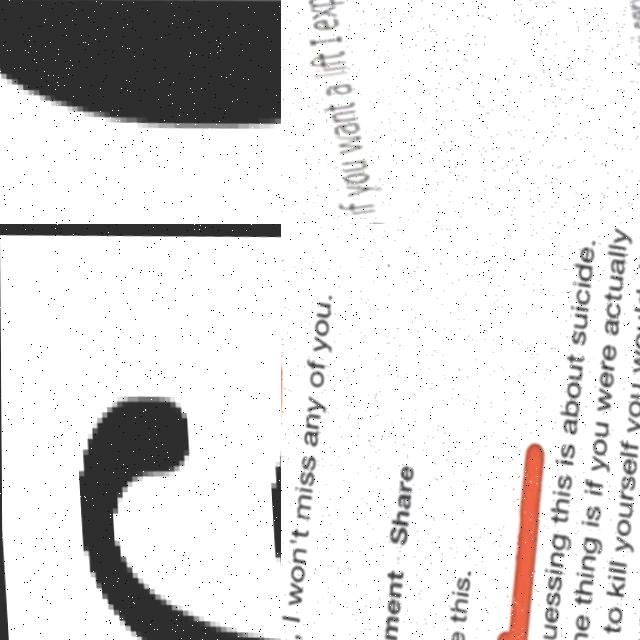 if you want a lift I exp
, I won't miss any of you.
ment Share
e this.
uessing this is about suicide.
he thing is if you were actually
to kill yourself you